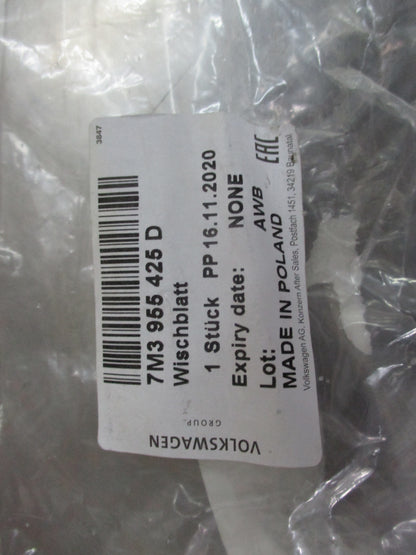 3847
7M3 955 425 D
Wischblatt
1 Stück PP 16.11.2020
Expiry date: NONE
Lot: AWB
MADE IN POLAND
EAC
Volkswagen AG, Konzern After Sales, Postfach 1451, 34219 Baunatal
VOLKSWAGEN
GROUP.